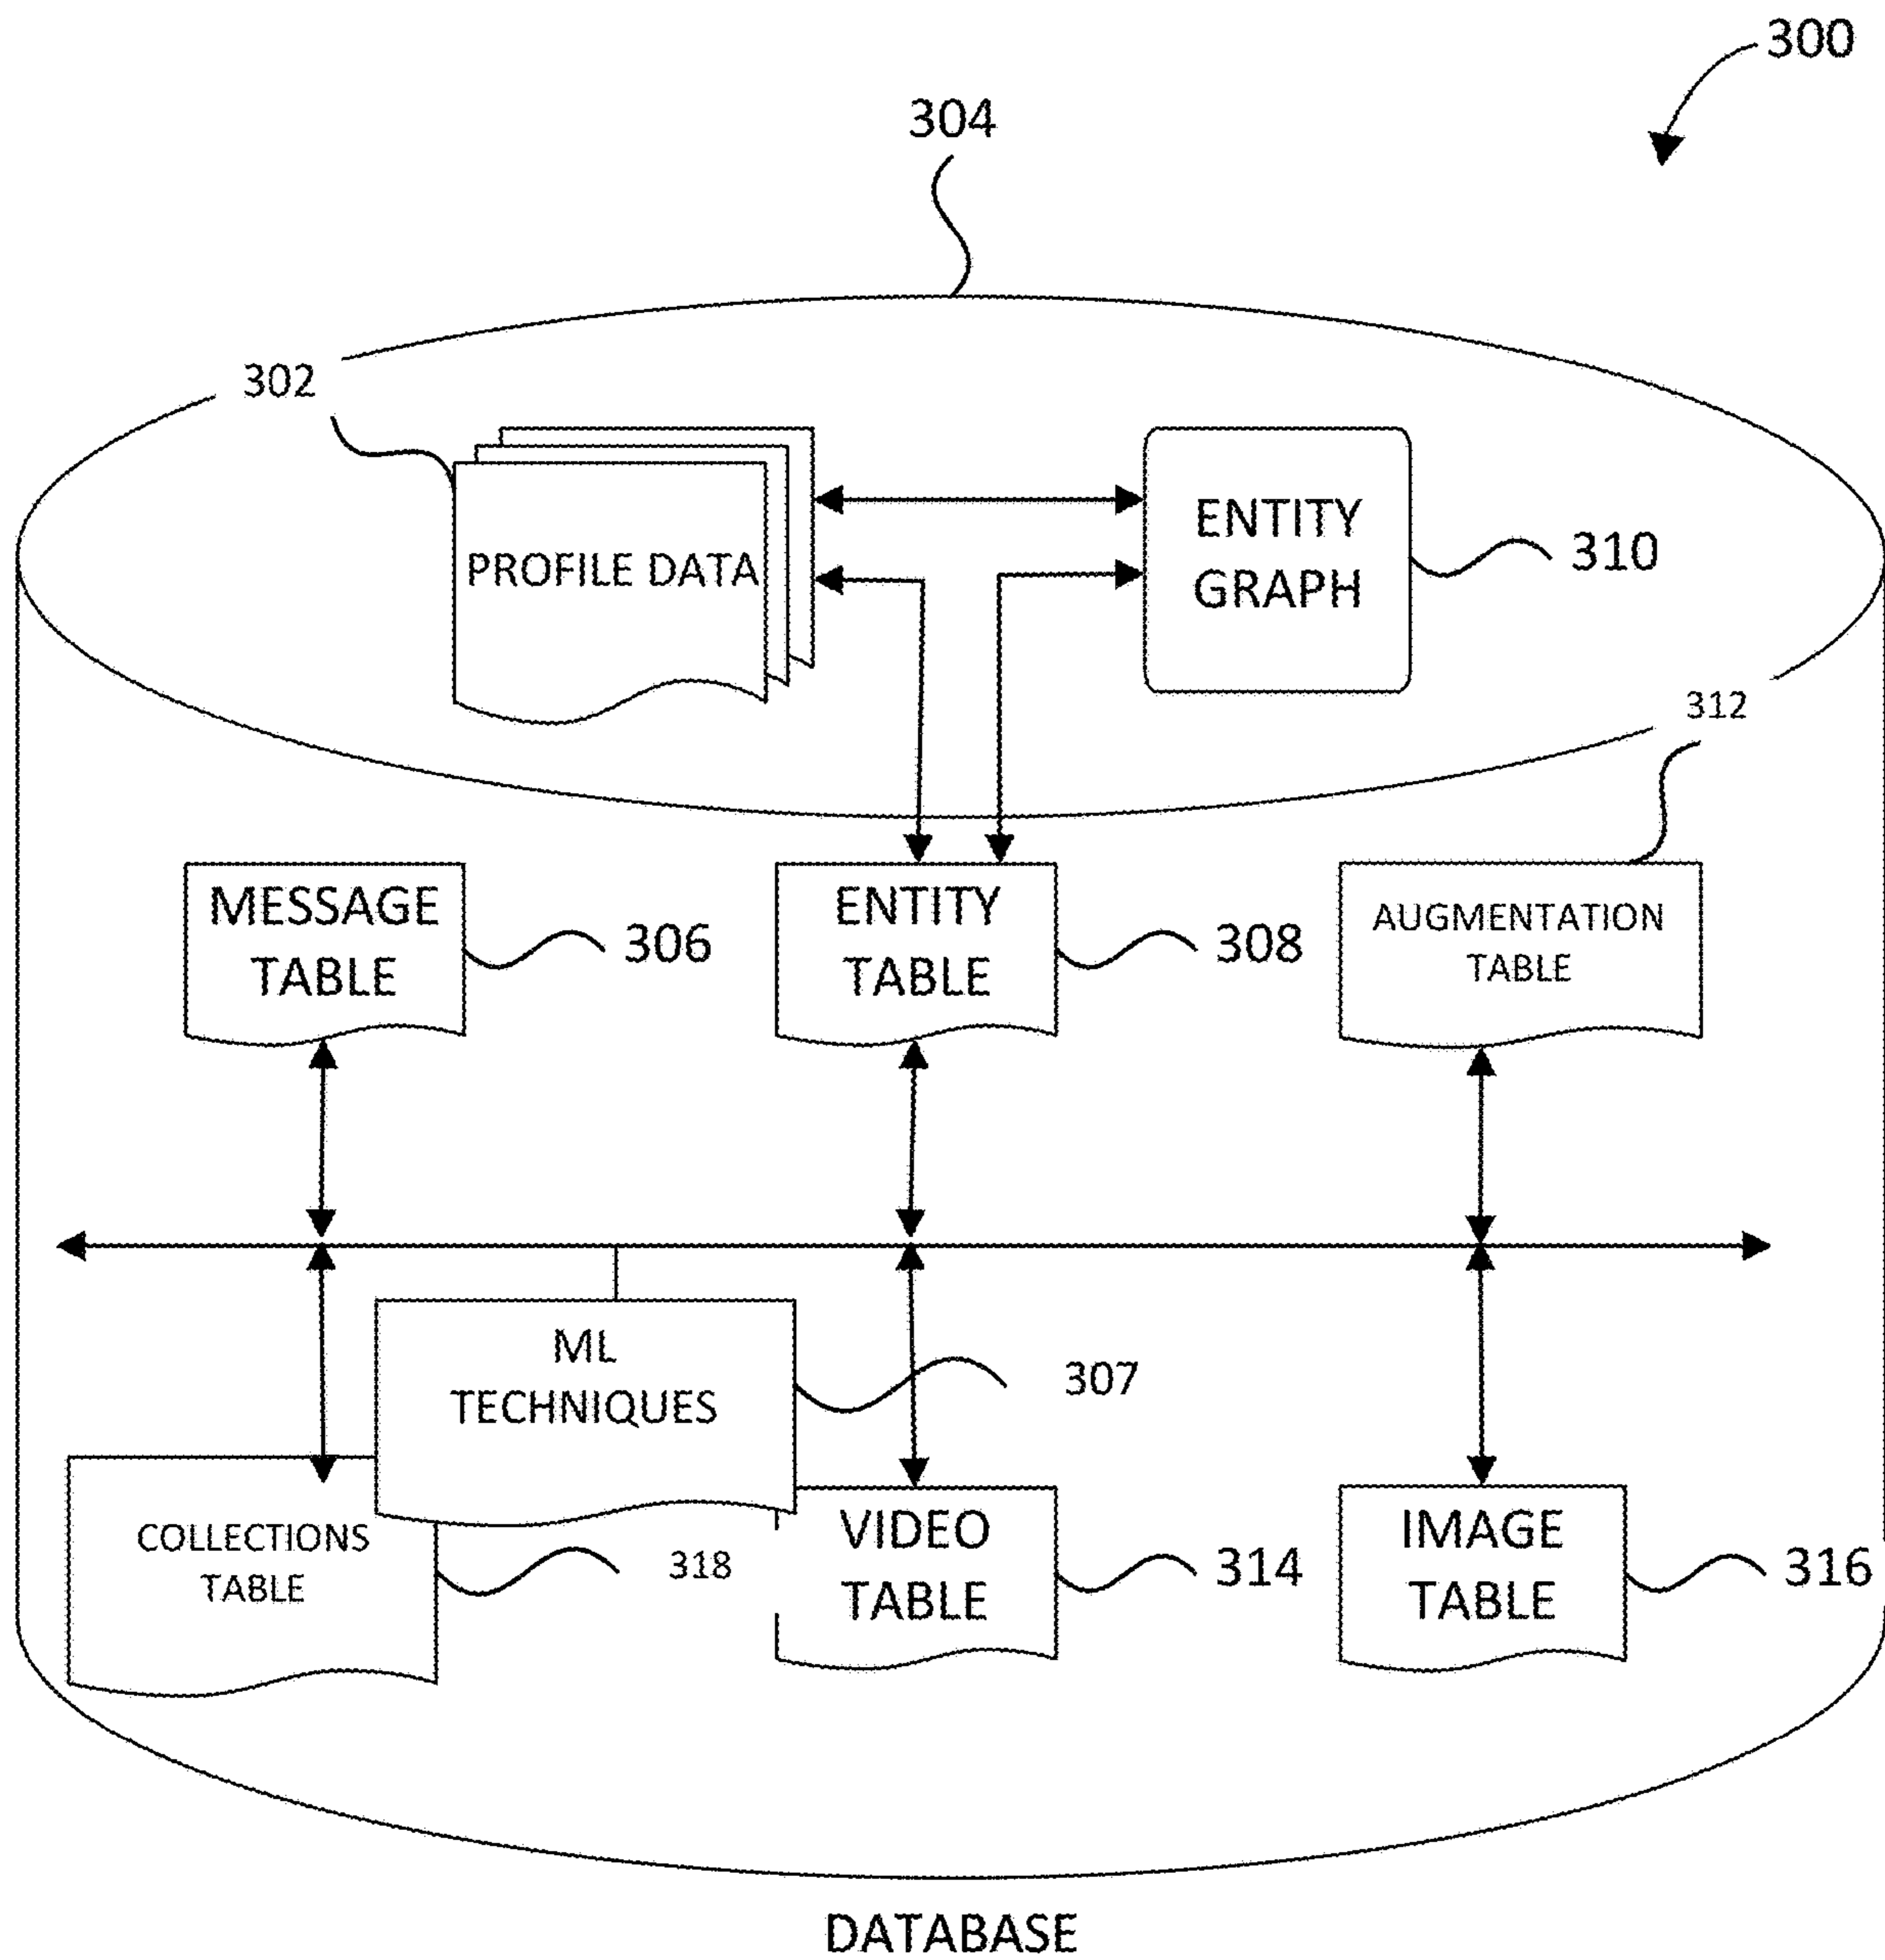 300
304
302
PROFILE DATA
ENTITY
GRAPH
310
312
MESSAGE
TABLE
306
ENTITY
TABLE
308
AUGMENTATION
TABLE
ML
TECHNIQUES
307
COLLECTIONS
TABLE
318
VIDEO
TABLE
314
IMAGE
TABLE
316
DATABASE